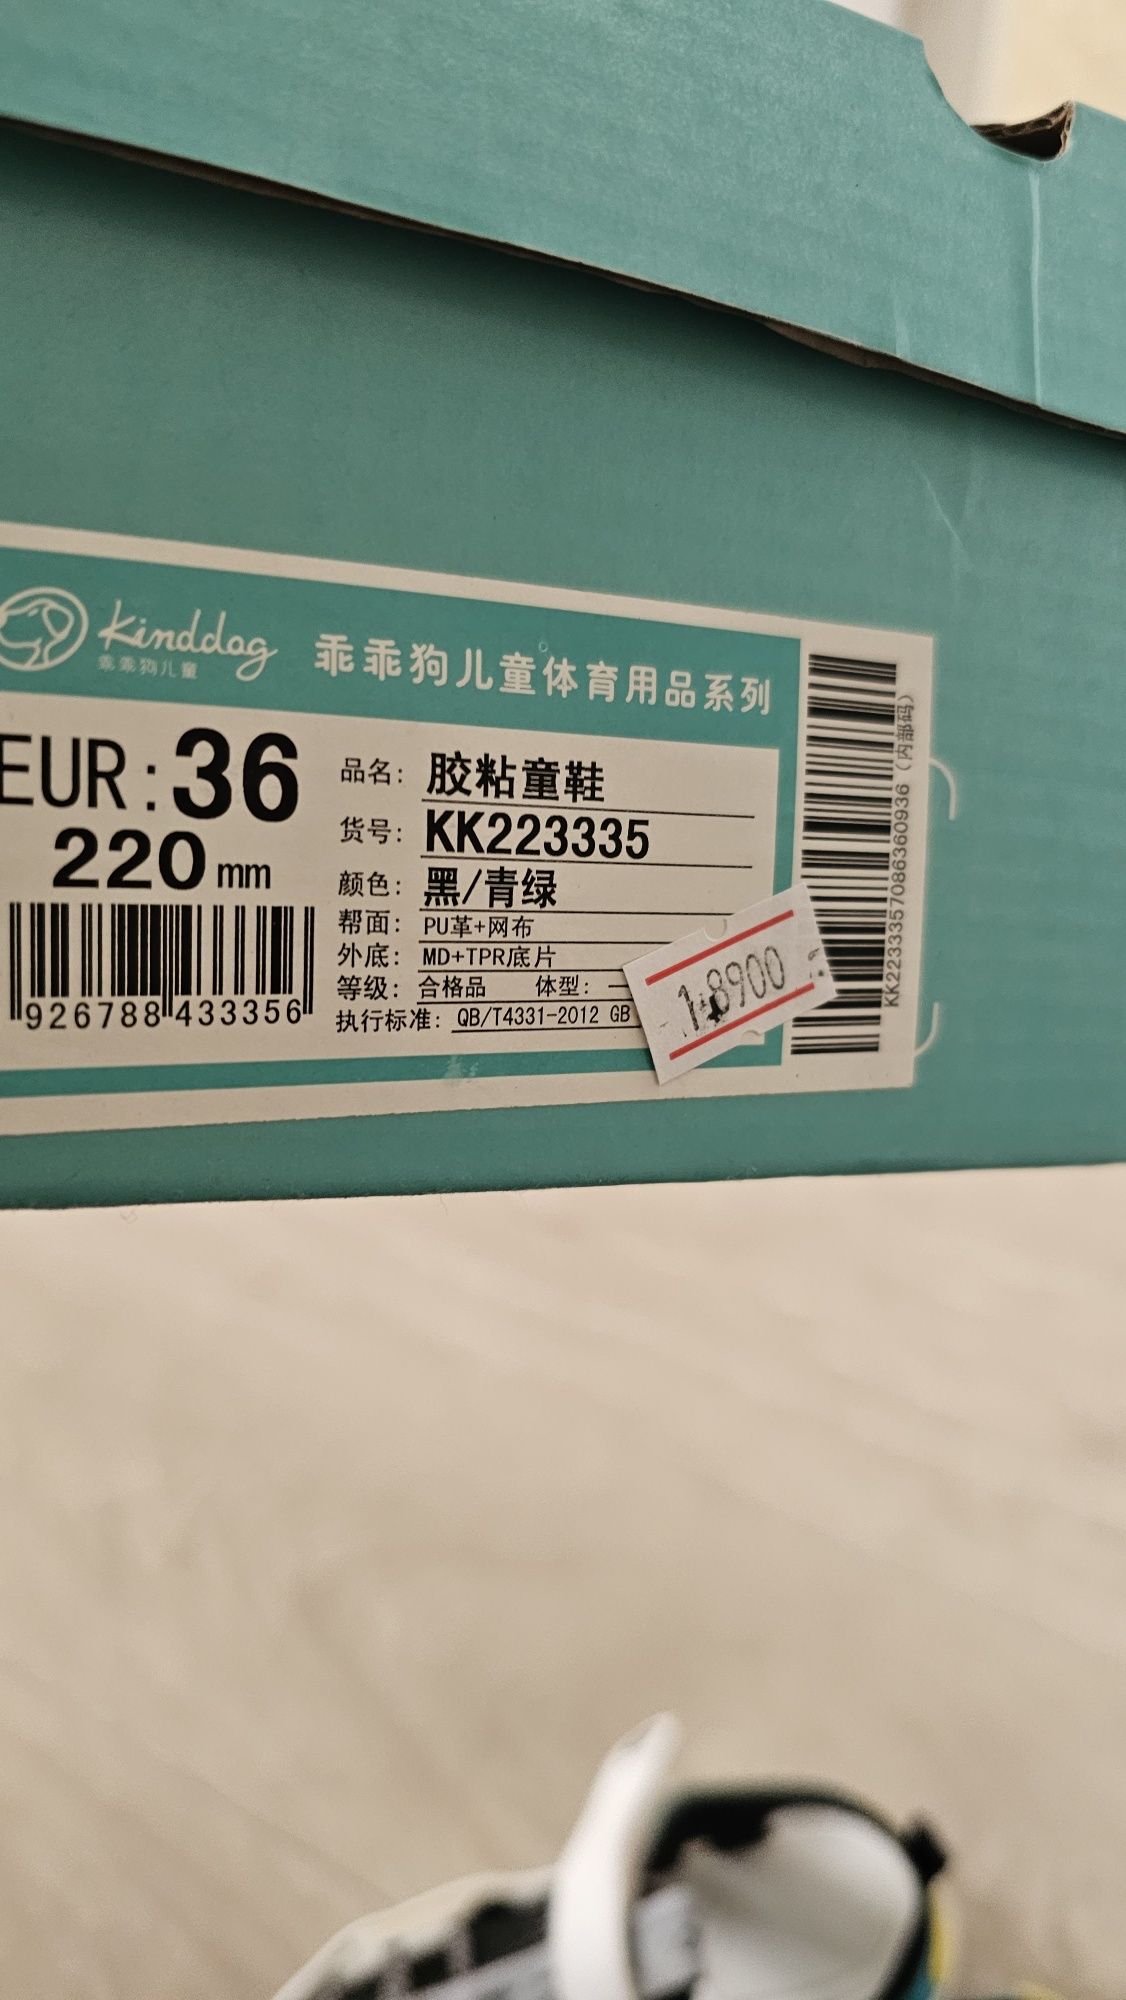 Kinddog
乖乖狗儿童
乖乖狗儿童体育用品系列
EUR:36
220mm
926788 433356
品名: 胶粘童鞋
货号: KK223335
颜色: 黑/青绿
帮面: PU革+网布
外底: MD+TPR底片
等级: 合格品 体型: 一
执行标准: QB/T4331-2012 GB
KK2233357086360936 (内部码)